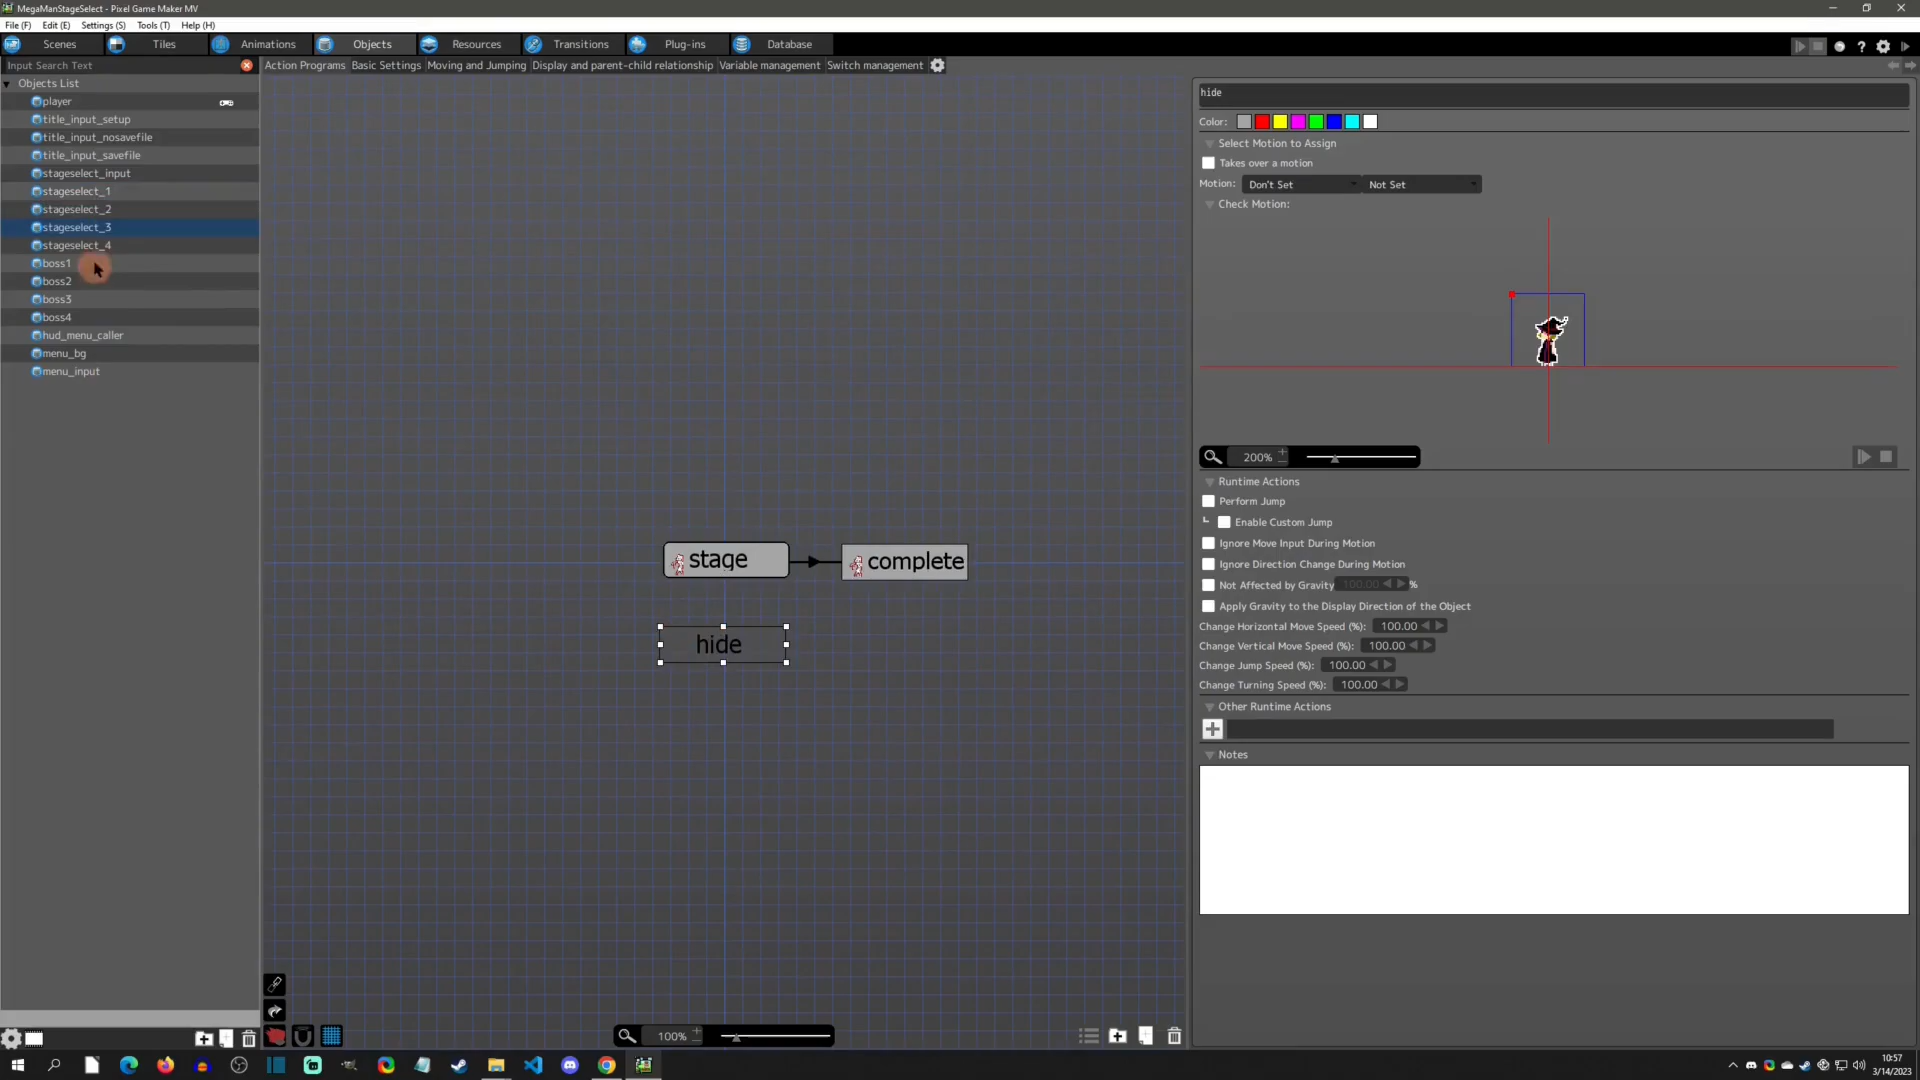 MegaManStageSelect - Pixel Game Maker MV
File (F) Edit (E) Settings (S) Tools (T) Help (H)
Scenes Tiles Animations Objects Resources Transitions Plug-ins Database
Input Search Text
Action Programs Basic Settings Moving and Jumping Display and parent-child relationship Variable management Switch management
Objects List
player
title_input_setup
title_input_nosavefile
title_input_savefile
stageselect_input
stageselect_1
stageselect_2
stageselect_3
stageselect_4
boss1
boss2
boss3
boss4
hud_menu_caller
menu_bg
menu_input
stage
complete
hide
100%
hide
Color:
Select Motion to Assign
Takes over a motion
Motion: Don't Set Not Set
Check Motion:
200%
Runtime Actions
Perform Jump
Enable Custom Jump
Ignore Move Input During Motion
Ignore Direction Change During Motion
Not Affected by Gravity 100.00 %
Apply Gravity to the Display Direction of the Object
Change Horizontal Move Speed (%): 100.00
Change Vertical Move Speed (%): 100.00
Change Jump Speed (%): 100.00
Change Turning Speed (%): 100.00
Other Runtime Actions
Notes
10:57
3/14/2023